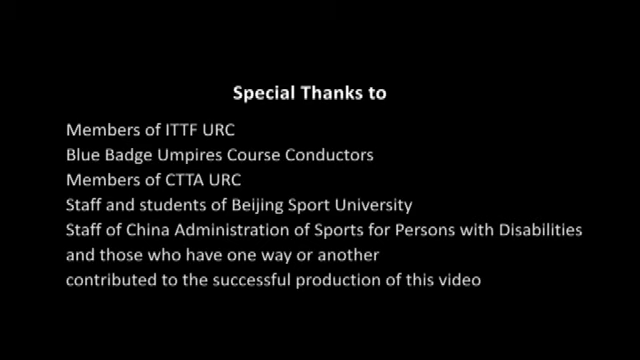 Special Thanks to
Members of ITTF URC
Blue Badge Umpires Course Conductors
Members of CTTA URC
Staff and students of Beijing Sport University
Staff of China Administration of Sports for Persons with Disabilities
and those who have one way or another
contributed to the successful production of this video